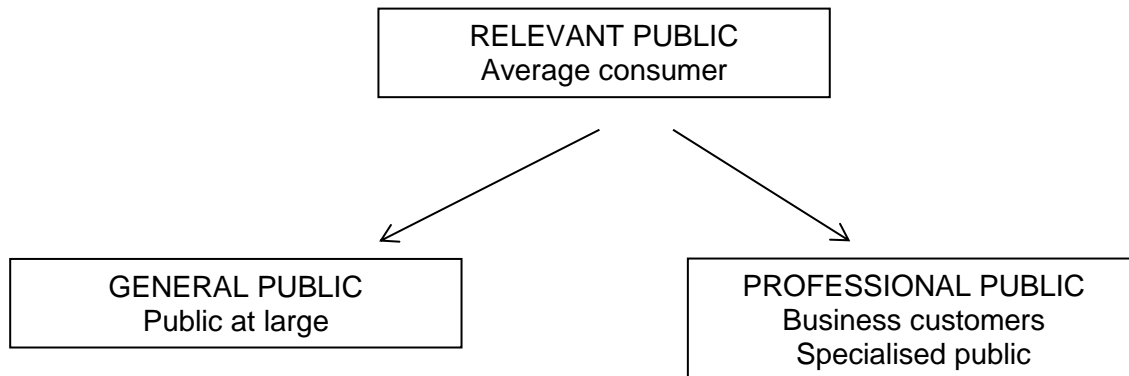 RELEVANT PUBLIC
Average consumer
GENERAL PUBLIC
Public at large
PROFESSIONAL PUBLIC
Business customers
Specialised public